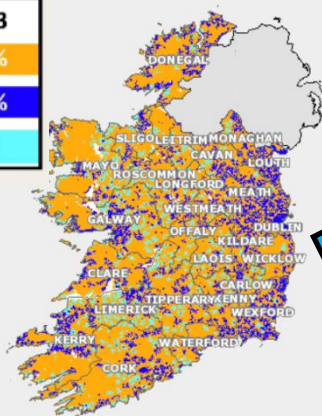 B
%
%
DONEGAL
SLIGO LEITRIM MONAGHAN
CAVAN
LOUTH
MAYO
ROSCOMMON
LONGFORD
MEATH
WESTMEATH
GALWAY
DUBLIN
OFFALY
KILDARE
LAOIS WICKLOW
CLARE
CARLOW
TIPPERARY KENNY
LIMERICK
WEXFORD
KERRY
WATERFORD
CORK